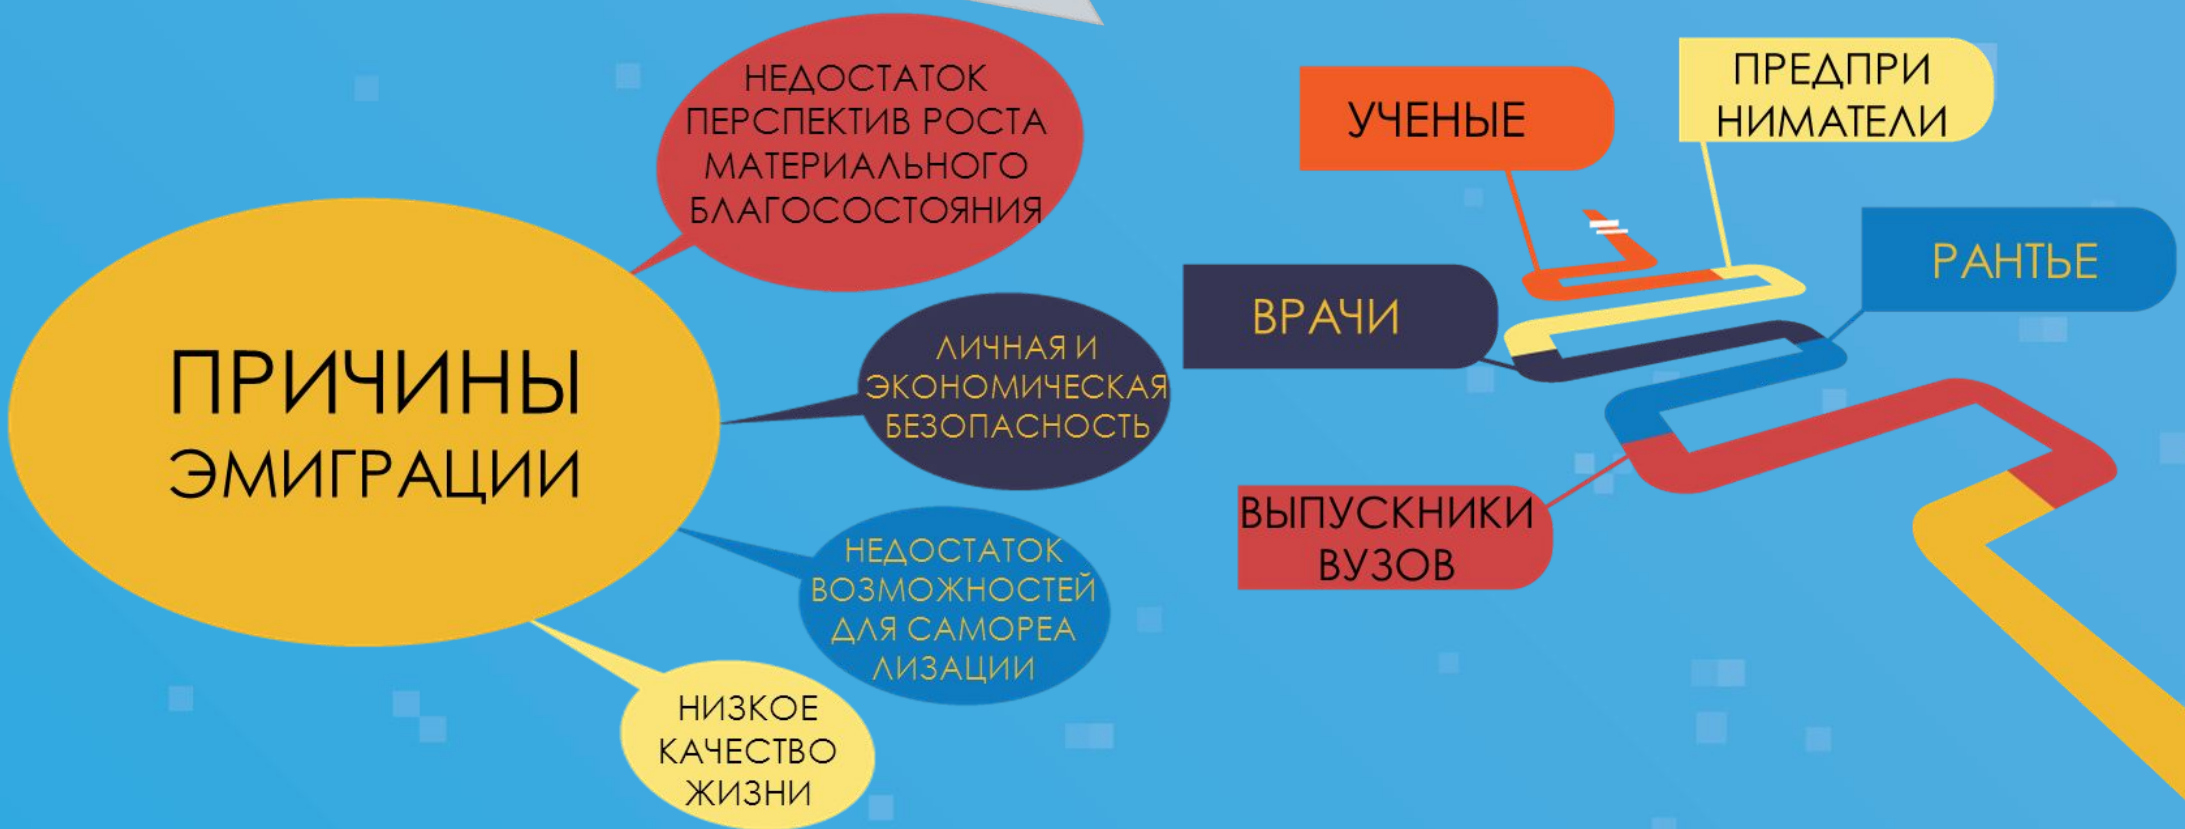 ПРИЧИНЫ
ЭМИГРАЦИИ
НЕДОСТАТОК
ПЕРСПЕКТИВ РОСТА
МАТЕРИАЛЬНОГО
БЛАГОСОСТОЯНИЯ
ЛИЧНАЯ И
ЭКОНОМИЧЕСКАЯ
БЕЗОПАСНОСТЬ
НЕДОСТАТОК
ВОЗМОЖНОСТЕЙ
ДЛЯ САМОРЕА
ЛИЗАЦИИ
НИЗКОЕ
КАЧЕСТВО
ЖИЗНИ
УЧЕНЫЕ
ПРЕДПРИ
НИМАТЕЛИ
ВРАЧИ
РАНТЬЕ
ВЫПУСКНИКИ
ВУЗОВ